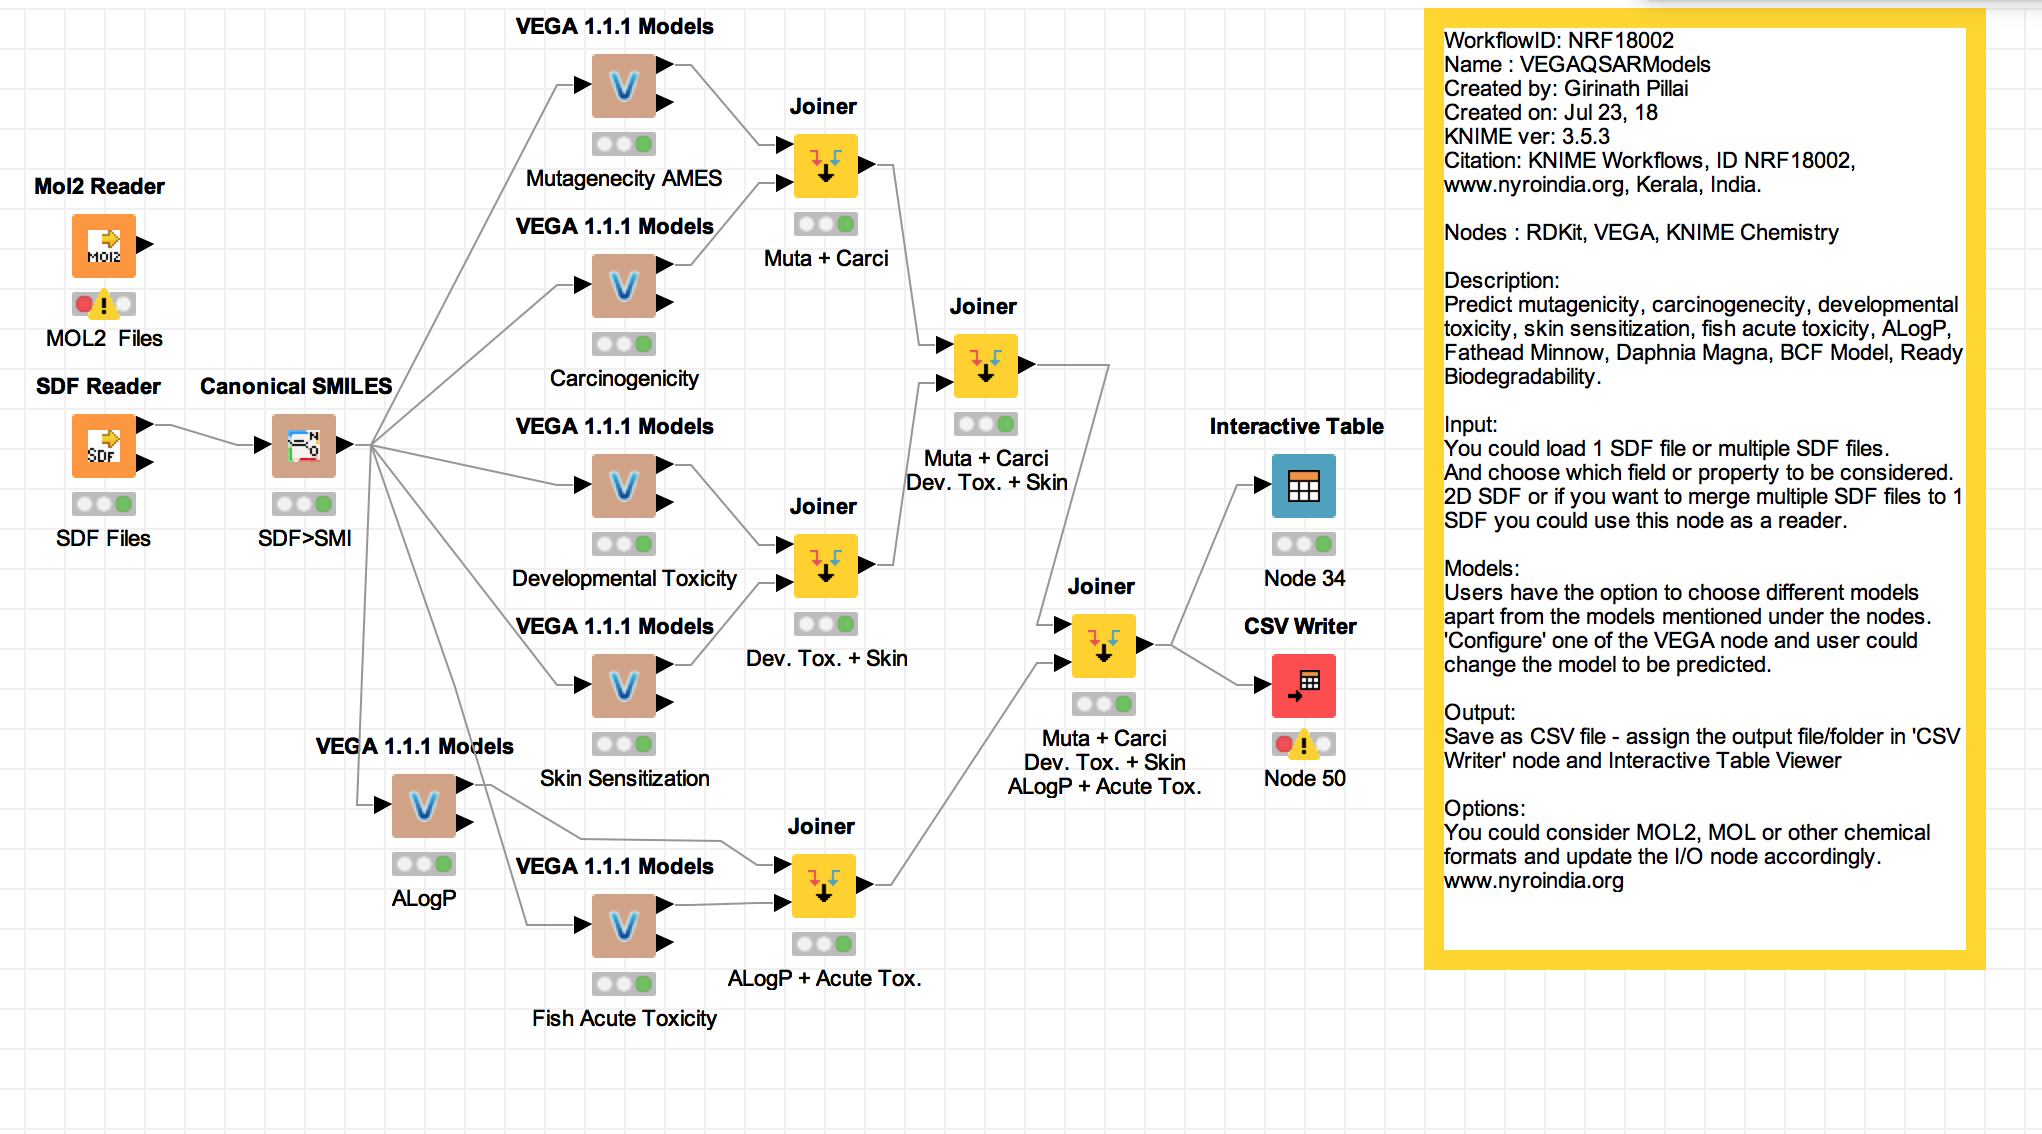 VEGA 1.1.1 Models
Mutagenecity AMES
Joiner
Muta + Carci
Mol2 Reader
MOl2
MOL2  Files
VEGA 1.1.1 Models
Carcinogenicity
Joiner
Muta + Carci
Dev. Tox. + Skin
SDF Reader
SDF
SDF Files
Canonical SMILES
N
O
SDF>SMI
VEGA 1.1.1 Models
Developmental Toxicity
Joiner
Dev. Tox. + Skin
VEGA 1.1.1 Models
Skin Sensitization
Joiner
Muta + Carci
Dev. Tox. + Skin
ALogP + Acute Tox.
Interactive Table
Node 34
CSV Writer
Node 50
VEGA 1.1.1 Models
ALogP
Joiner
ALogP + Acute Tox.
VEGA 1.1.1 Models
Fish Acute Toxicity
WorkflowID: NRF18002
Name : VEGAQSARModels
Created by: Girinath Pillai
Created on: Jul 23, 18
KNIME ver: 3.5.3
Citation: KNIME Workflows, ID NRF18002,
www.nyroindia.org, Kerala, India.
Nodes : RDKit, VEGA, KNIME Chemistry
Description:
Predict mutagenicity, carcinogenecity, developmental
toxicity, skin sensitization, fish acute toxicity, ALogP,
Fathead Minnow, Daphnia Magna, BCF Model, Ready
Biodegradability.
Input:
You could load 1 SDF file or multiple SDF files.
And choose which field or property to be considered.
2D SDF or if you want to merge multiple SDF files to 1
SDF you could use this node as a reader.
Models:
Users have the option to choose different models
apart from the models mentioned under the nodes.
'Configure' one of the VEGA node and user could
change the model to be predicted.
Output:
Save as CSV file - assign the output file/folder in 'CSV
Writer' node and Interactive Table Viewer
Options:
You could consider MOL2, MOL or other chemical
formats and update the I/O node accordingly.
www.nyroindia.org